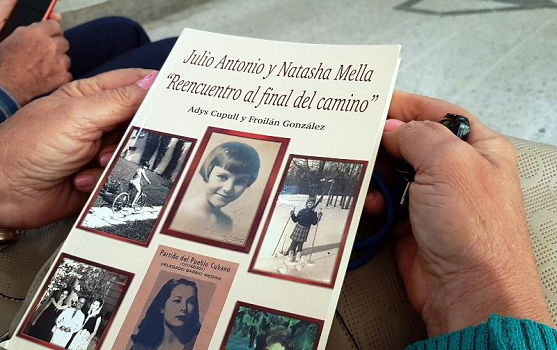 Julio Antonio y Natasha Mella
"Reencuentro al final del camino"
Adys Cupull y Froilán González
Partido del Pueblo Cubano